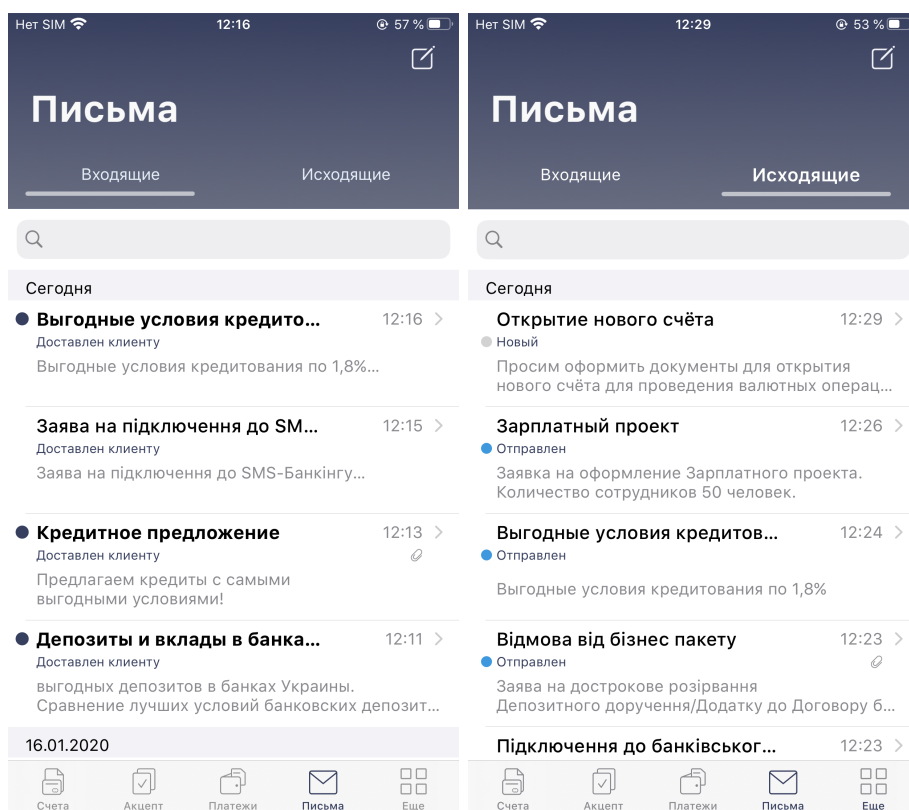 Нет SIM 12:16 57 %
Письма
Входящие Исходящие
Сегодня
Выгодные условия кредито... 12:16
Доставлен клиенту
Выгодные условия кредитования по 1,8%...
Заява на підключення до SM... 12:15
Доставлен клиенту
Заява на підключення до SMS-Банкінгу...
Кредитное предложение 12:13
Доставлен клиенту
Предлагаем кредиты с самыми
выгодными условиями!
Депозиты и вклады в банка... 12:11
Доставлен клиенту
выгодных депозитов в банках Украины.
Сравнение лучших условий банковских депозит...
16.01.2020
Счета Акцепт Платежи Письма Еще
Нет SIM 12:29 53 %
Письма
Входящие Исходящие
Сегодня
Открытие нового счёта 12:29
Новый
Просим оформить документы для открытия
нового счёта для проведения валютных операц...
Зарплатный проект 12:26
Отправлен
Заявка на оформление Зарплатного проекта.
Количество сотрудников 50 человек.
Выгодные условия кредитов... 12:24
Отправлен
Выгодные условия кредитования по 1,8%
Відмова від бізнес пакету 12:23
Отправлен
Заява на дострокове розірвання
Депозитного доручення/Додатку до Договору б...
Підключення до банківськог... 12:23
Счета Акцепт Платежи Письма Еще